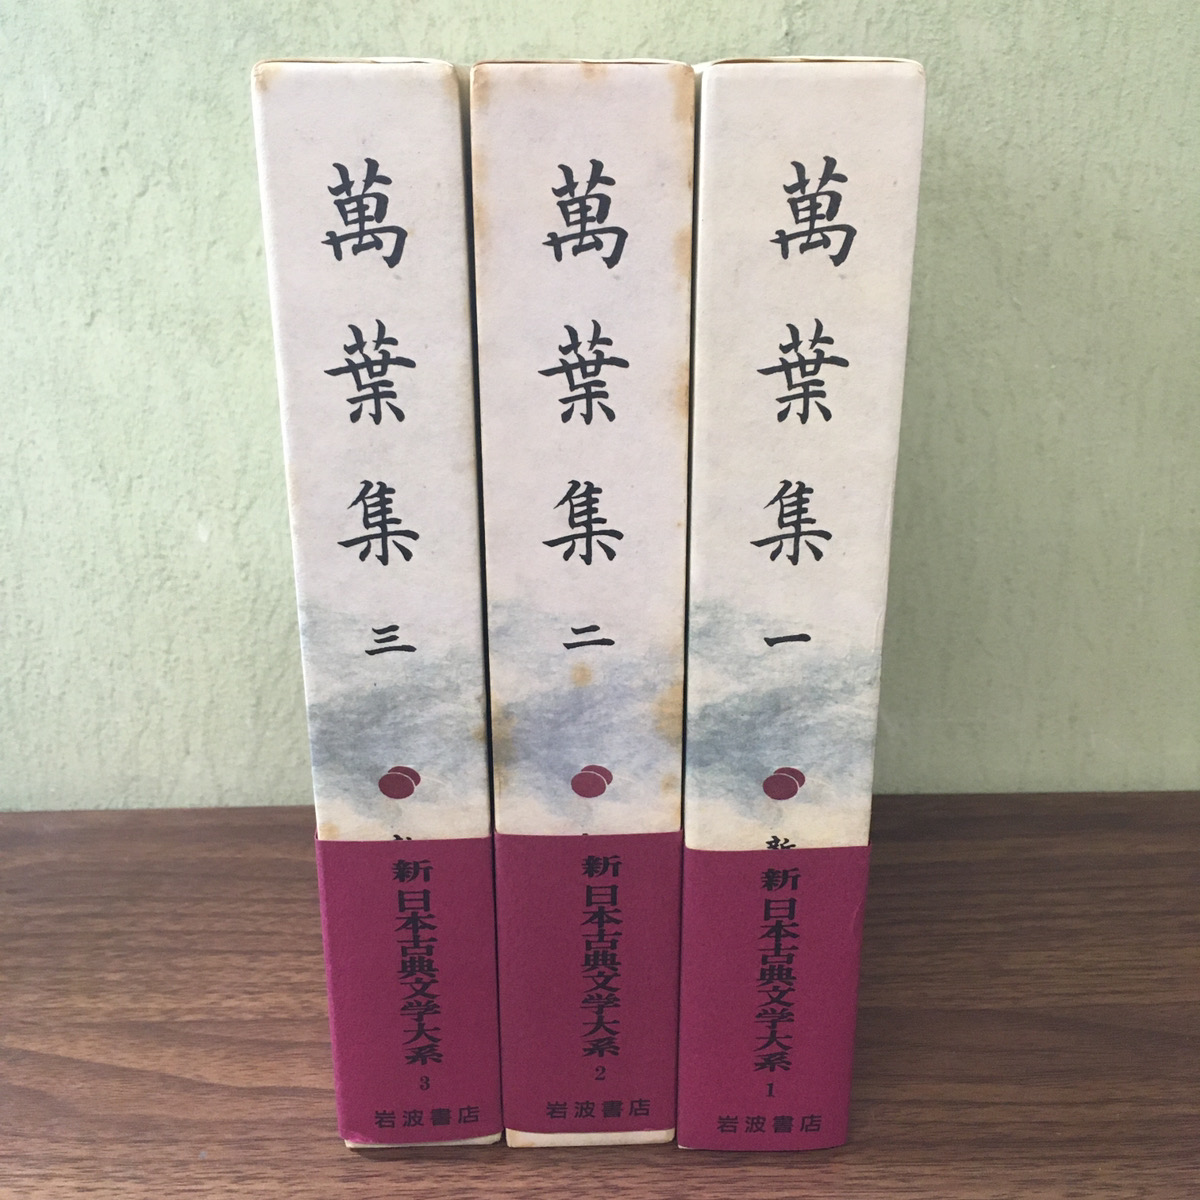 萬葉集 一
新
新 日本古典文学大系 1
岩波書店
萬葉集 二
新 日本古典文学大系 2
岩波書店
萬葉集 三
新 日本古典文学大系 3
岩波書店